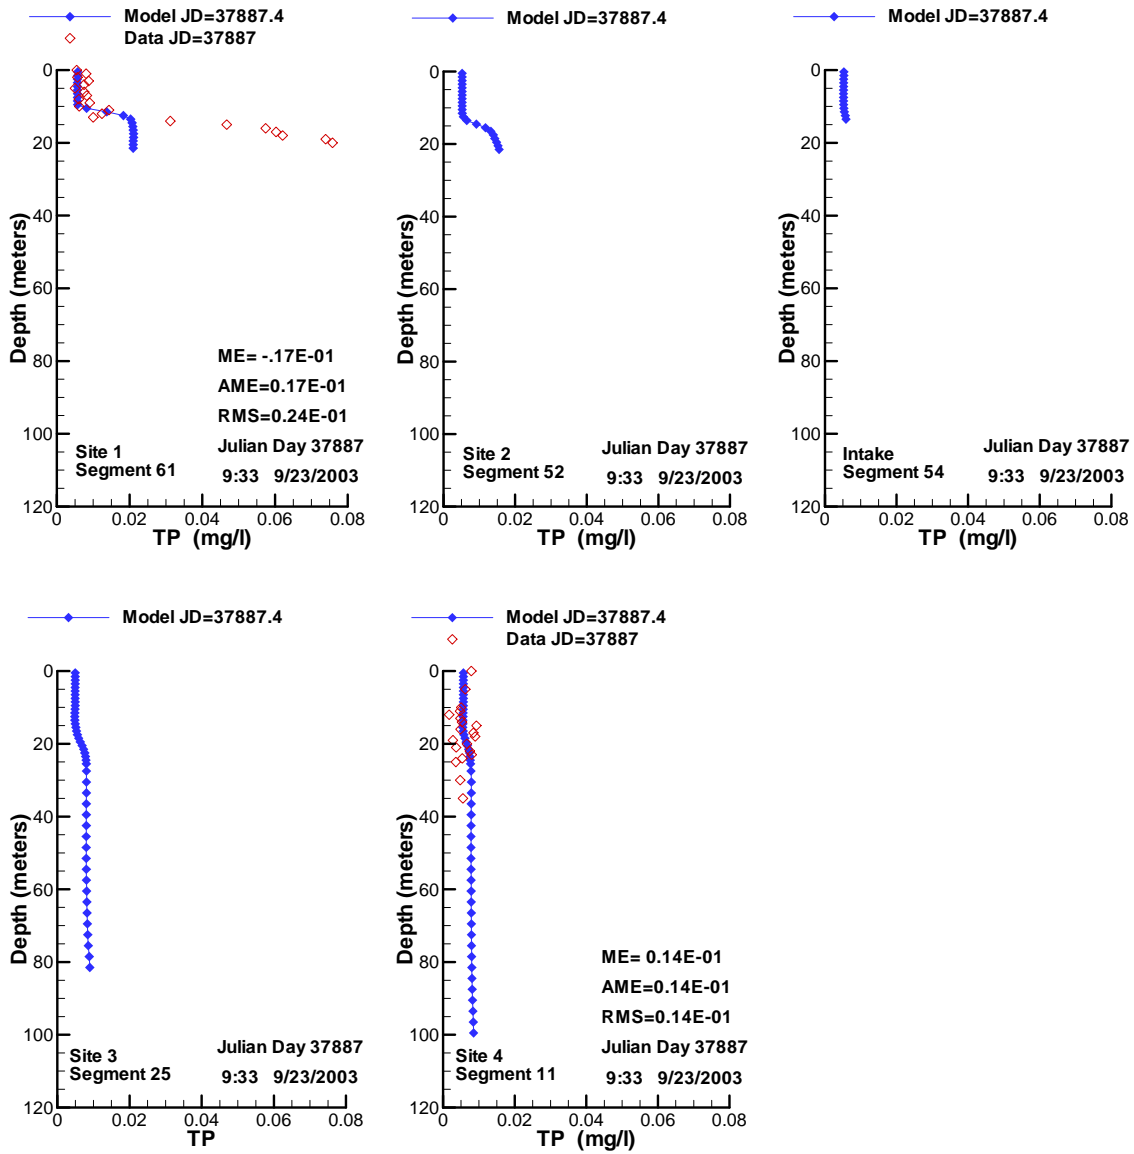 Model JD=37887.4
Data JD=37887
0
20
40
60
80
100
120
Depth (meters)
ME= -.17E-01
AME=0.17E-01
RMS=0.24E-01
Site 1
Segment 61
Julian Day 37887
9:33 9/23/2003
0 0.02 0.04 0.06 0.08
TP (mg/l)
Model JD=37887.4
0
20
40
60
80
100
120
Depth (meters)
Site 2
Segment 52
Julian Day 37887
9:33 9/23/2003
0 0.02 0.04 0.06 0.08
TP (mg/l)
Model JD=37887.4
0
20
40
60
80
100
120
Depth (meters)
Intake
Segment 54
Julian Day 37887
9:33 9/23/2003
0 0.02 0.04 0.06 0.08
TP (mg/l)
Model JD=37887.4
0
20
40
60
80
100
120
Depth (meters)
Site 3
Segment 25
Julian Day 37887
9:33 9/23/2003
0 0.02 0.04 0.06 0.08
TP
Model JD=37887.4
Data JD=37887
0
20
40
60
80
100
120
Depth (meters)
ME= 0.14E-01
AME=0.14E-01
RMS=0.14E-01
Site 4
Segment 11
Julian Day 37887
9:33 9/23/2003
0 0.02 0.04 0.06 0.08
TP (mg/l)